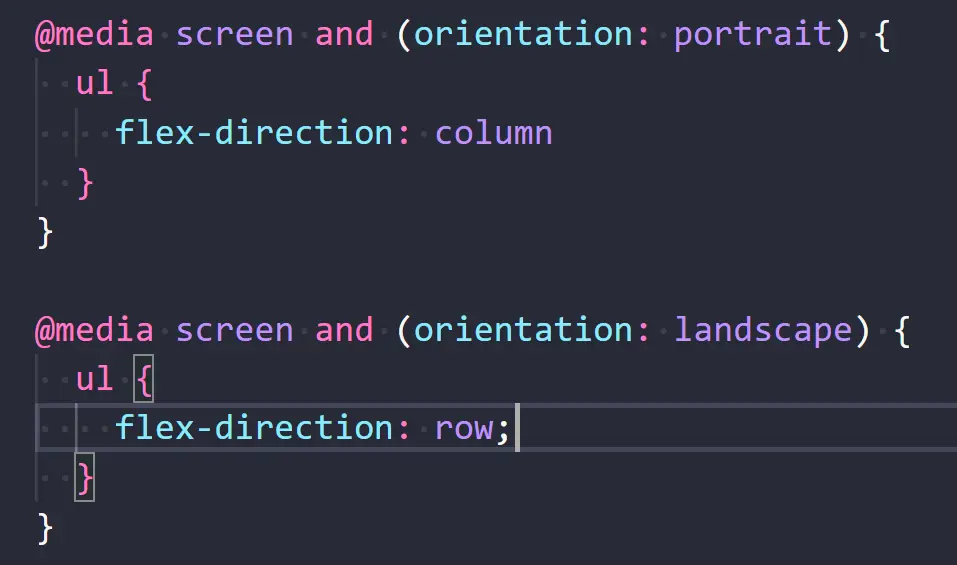 @media screen and (orientation: portrait) {
  ul {
    flex-direction: column
  }
}

@media screen and (orientation: landscape) {
  ul {
    flex-direction: row;
  }
}